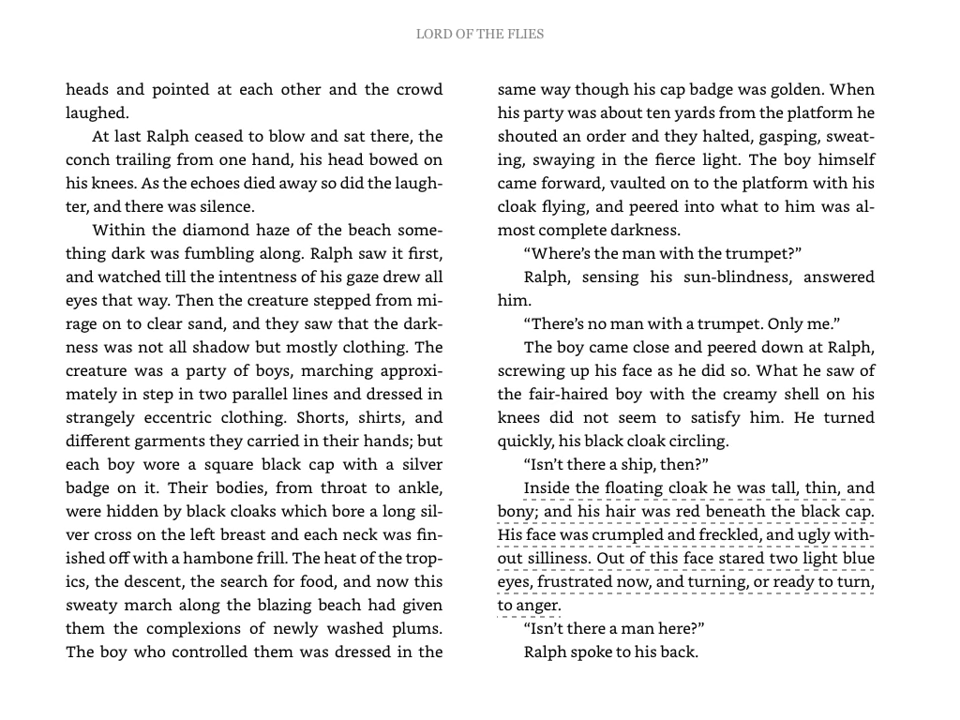 LORD OF THE FLIES
heads and pointed at each other and the crowd
laughed.
At last Ralph ceased to blow and sat there, the
conch trailing from one hand, his head bowed on
his knees. As the echoes died away so did the laugh-
ter, and there was silence.
Within the diamond haze of the beach some-
thing dark was fumbling along. Ralph saw it first,
and watched till the intentness of his gaze drew all
eyes that way. Then the creature stepped from mi-
rage on to clear sand, and they saw that the dark-
ness was not all shadow but mostly clothing. The
creature was a party of boys, marching approxi-
mately in step in two parallel lines and dressed in
strangely eccentric clothing. Shorts, shirts, and
different garments they carried in their hands; but
each boy wore a square black cap with a silver
badge on it. Their bodies, from throat to ankle,
were hidden by black cloaks which bore a long sil-
ver cross on the left breast and each neck was fin-
ished off with a hambone frill. The heat of the trop-
ics, the descent, the search for food, and now this
sweaty march along the blazing beach had given
them the complexions of newly washed plums.
The boy who controlled them was dressed in the
same way though his cap badge was golden. When
his party was about ten yards from the platform he
shouted an order and they halted, gasping, sweat-
ing, swaying in the fierce light. The boy himself
came forward, vaulted on to the platform with his
cloak flying, and peered into what to him was al-
most complete darkness.
“Where’s the man with the trumpet?”
Ralph, sensing his sun-blindness, answered
him.
“There’s no man with a trumpet. Only me.”
The boy came close and peered down at Ralph,
screwing up his face as he did so. What he saw of
the fair-haired boy with the creamy shell on his
knees did not seem to satisfy him. He turned
quickly, his black cloak circling.
“Isn’t there a ship, then?”
Inside the floating cloak he was tall, thin, and
bony; and his hair was red beneath the black cap.
His face was crumpled and freckled, and ugly with-
out silliness. Out of this face stared two light blue
eyes, frustrated now, and turning, or ready to turn,
to anger.
“Isn’t there a man here?”
Ralph spoke to his back.